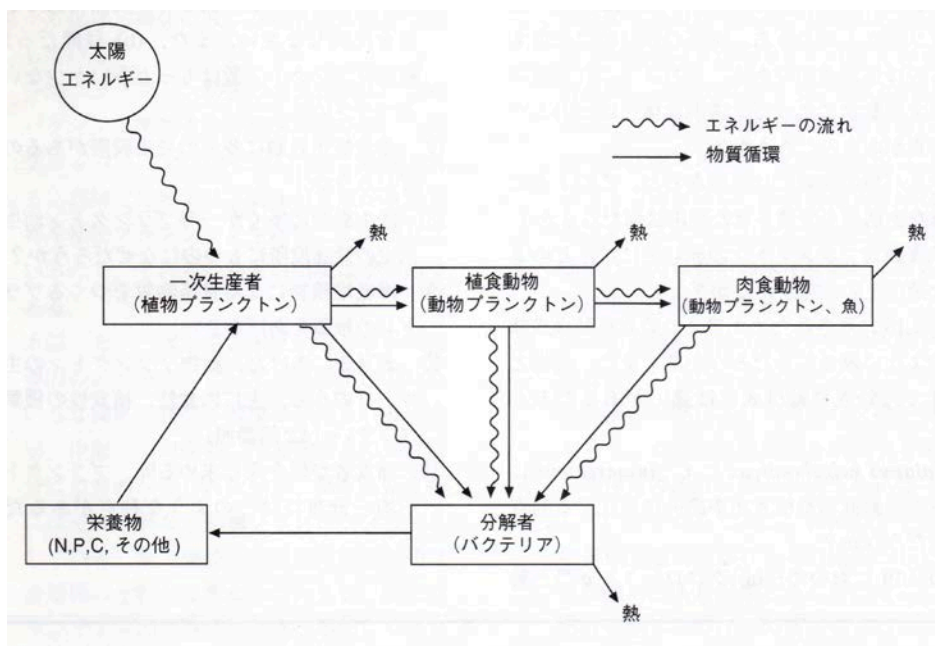 太陽
エネルギー
エネルギーの流れ
物質循環
熱
熱
熱
一次生産者
(植物プランクトン)
植食動物
(動物プランクトン)
肉食動物
(動物プランクトン、魚)
栄養物
(N,P,C, その他)
分解者
(バクテリア)
熱